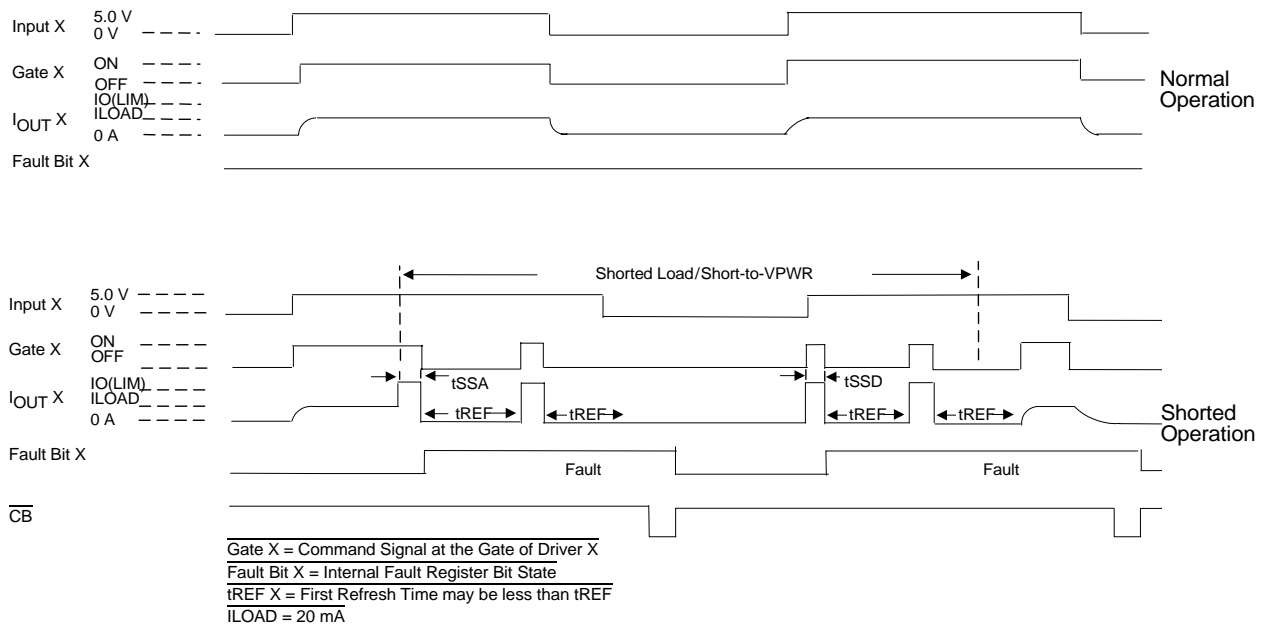 Input X 5.0 V
0 V
Gate X ON
OFF
IOUT X IO(LIM)
ILOAD
0 A
Fault Bit X
Normal
Operation
Shorted Load/Short-to-VPWR
Input X 5.0 V
0 V
Gate X ON
OFF
IOUT X IO(LIM)
ILOAD
0 A
tSSA
tSSD
tREF
tREF
tREF
tREF
Shorted
Operation
Fault Bit X
Fault
Fault
CB
Gate X = Command Signal at the Gate of Driver X
Fault Bit X = Internal Fault Register Bit State
tREF X = First Refresh Time may be less than tREF
ILOAD = 20 mA